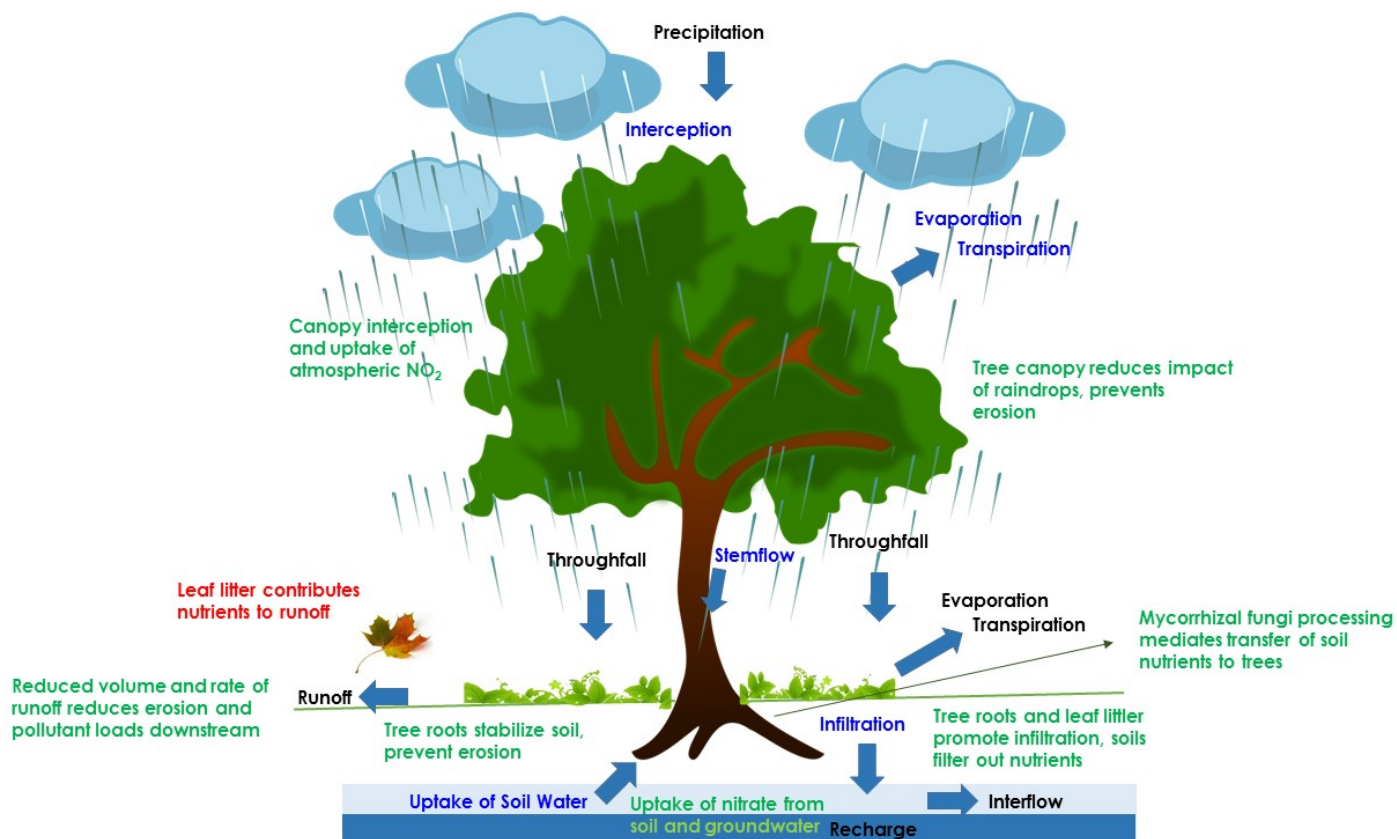 Precipitation
Interception
Evaporation
Transpiration
Canopy interception
and uptake of
atmospheric NO₂
Tree canopy reduces impact
of raindrops, prevents
erosion
Throughfall
Stemflow
Throughfall
Leaf litter contributes
nutrients to runoff
Evaporation
Transpiration
Mycorrhizal fungi processing
mediates transfer of soil
nutrients to trees
Reduced volume and rate of
runoff reduces erosion and
pollutant loads downstream
Runoff
Tree roots stabilize soil,
prevent erosion
Infiltration
Tree roots and leaf littler
promote infiltration, soils
filter out nutrients
Uptake of Soil Water
Uptake of nitrate from
soil and groundwater
Recharge
Interflow